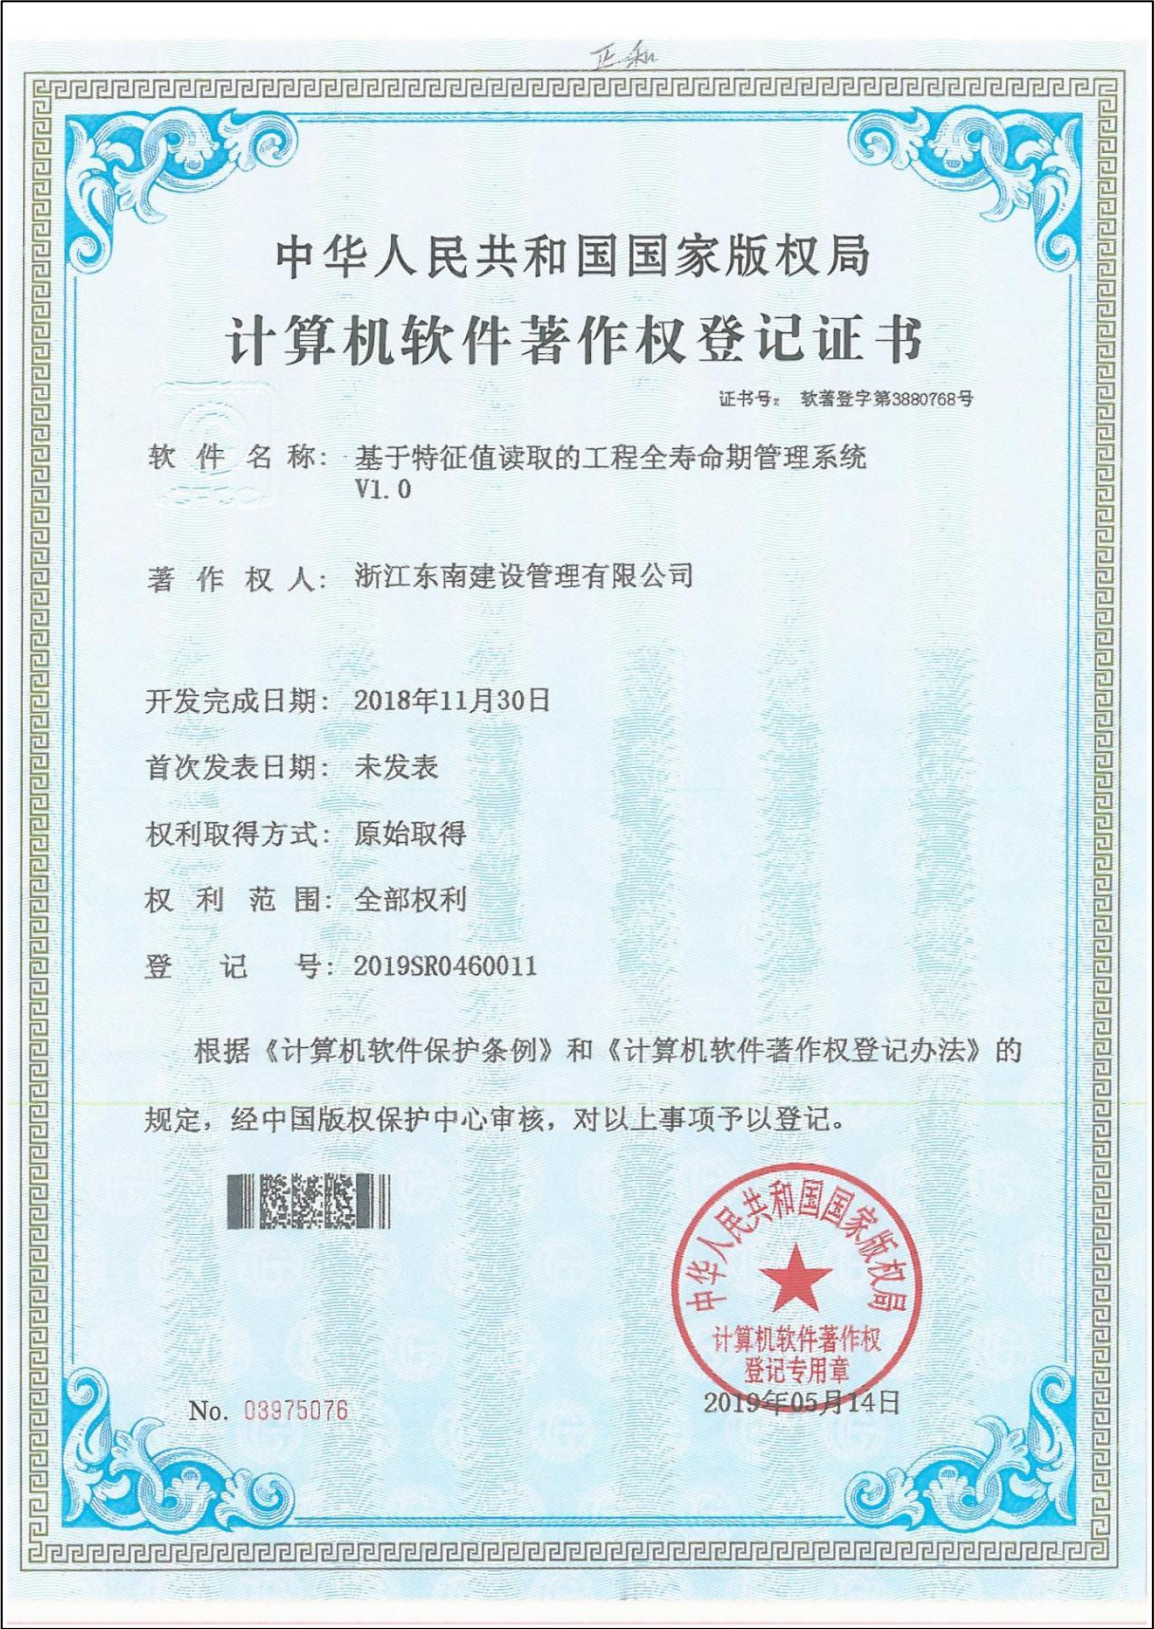 正和
中华人民共和国国家版权局
计算机软件著作权登记证书
证书号： 软著登字第3880768号
软件名称： 基于特征值读取的工程全寿命期管理系统
V1.0
著作权人： 浙江东南建设管理有限公司
开发完成日期： 2018年11月30日
首次发表日期： 未发表
权利取得方式： 原始取得
权利范围： 全部权利
登记号： 2019SR0460011
根据《计算机软件保护条例》和《计算机软件著作权登记办法》的
规定，经中国版权保护中心审核，对以上事项予以登记。
中华人民共和国国家版权局
计算机软件著作权
登记专用章
No. 03975076
2019年05月14日